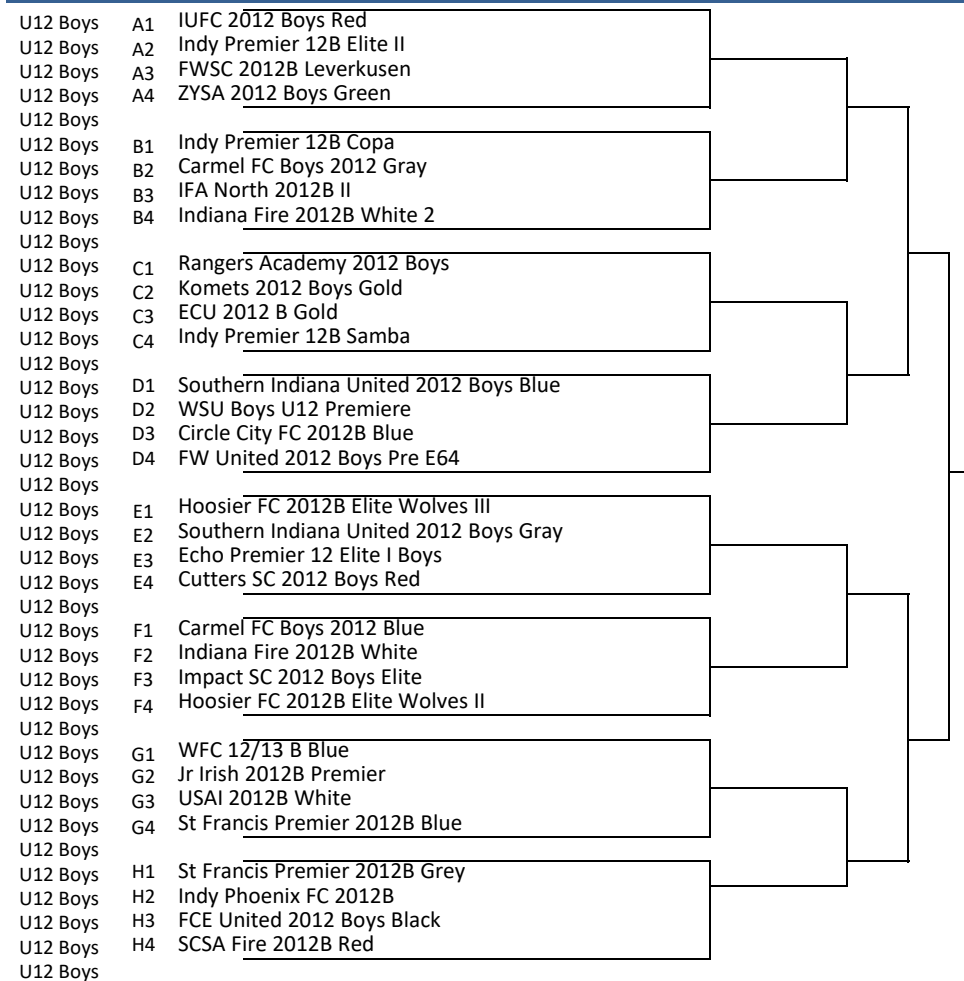 U12 Boys A1 IUFC 2012 Boys Red
U12 Boys A2 Indy Premier 12B Elite II
U12 Boys A3 FWSC 2012B Leverkusen
U12 Boys A4 ZYSA 2012 Boys Green
U12 Boys
U12 Boys B1 Indy Premier 12B Copa
U12 Boys B2 Carmel FC Boys 2012 Gray
U12 Boys B3 IFA North 2012B II
U12 Boys B4 Indiana Fire 2012B White 2
U12 Boys
U12 Boys C1 Rangers Academy 2012 Boys
U12 Boys C2 Komets 2012 Boys Gold
U12 Boys C3 ECU 2012 B Gold
U12 Boys C4 Indy Premier 12B Samba
U12 Boys
U12 Boys D1 Southern Indiana United 2012 Boys Blue
U12 Boys D2 WSU Boys U12 Premiere
U12 Boys D3 Circle City FC 2012B Blue
U12 Boys D4 FW United 2012 Boys Pre E64
U12 Boys
U12 Boys E1 Hoosier FC 2012B Elite Wolves III
U12 Boys E2 Southern Indiana United 2012 Boys Gray
U12 Boys E3 Echo Premier 12 Elite I Boys
U12 Boys E4 Cutters SC 2012 Boys Red
U12 Boys
U12 Boys F1 Carmel FC Boys 2012 Blue
U12 Boys F2 Indiana Fire 2012B White
U12 Boys F3 Impact SC 2012 Boys Elite
U12 Boys F4 Hoosier FC 2012B Elite Wolves II
U12 Boys
U12 Boys G1 WFC 12/13 B Blue
U12 Boys G2 Jr Irish 2012B Premier
U12 Boys G3 USAI 2012B White
U12 Boys G4 St Francis Premier 2012B Blue
U12 Boys
U12 Boys H1 St Francis Premier 2012B Grey
U12 Boys H2 Indy Phoenix FC 2012B
U12 Boys H3 FCE United 2012 Boys Black
U12 Boys H4 SCSA Fire 2012B Red
U12 Boys